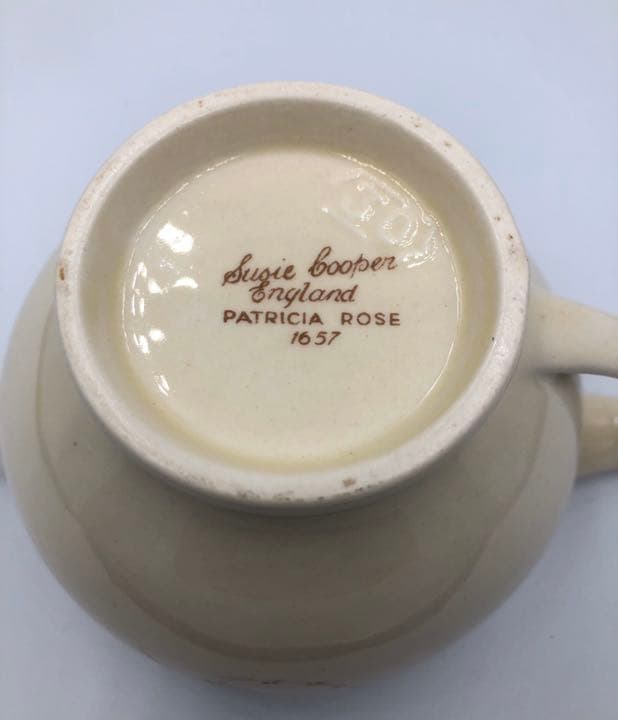 Susie Cooper
England
PATRICIA ROSE
1657